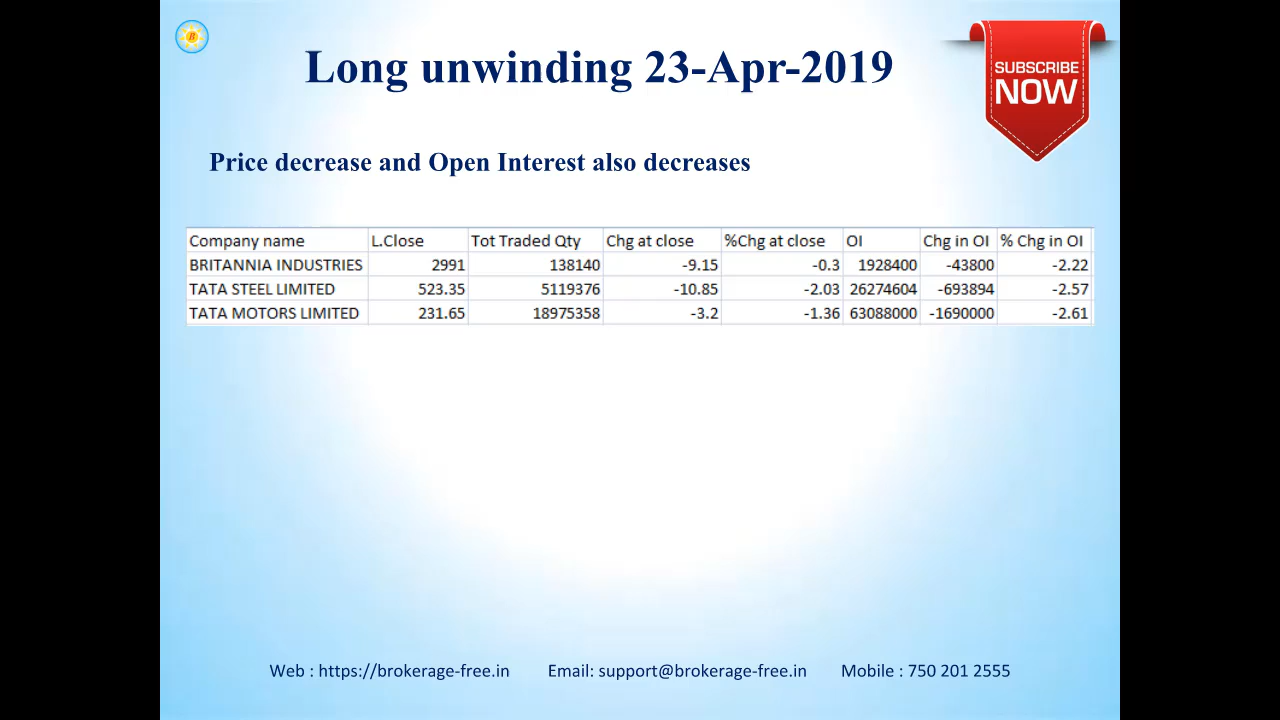 B
Long unwinding 23-Apr-2019
SUBSCRIBE
NOW
Price decrease and Open Interest also decreases
Company name L.Close Tot Traded Qty Chg at close %Chg at close OI Chg in OI % Chg in OI
BRITANNIA INDUSTRIES 2991 138140 -9.15 -0.3 1928400 -43800 -2.22
TATA STEEL LIMITED 523.35 5119376 -10.85 -2.03 26274604 -693894 -2.57
TATA MOTORS LIMITED 231.65 18975358 -3.2 -1.36 63088000 -1690000 -2.61
Web : https://brokerage-free.in Email: support@brokerage-free.in Mobile : 750 201 2555